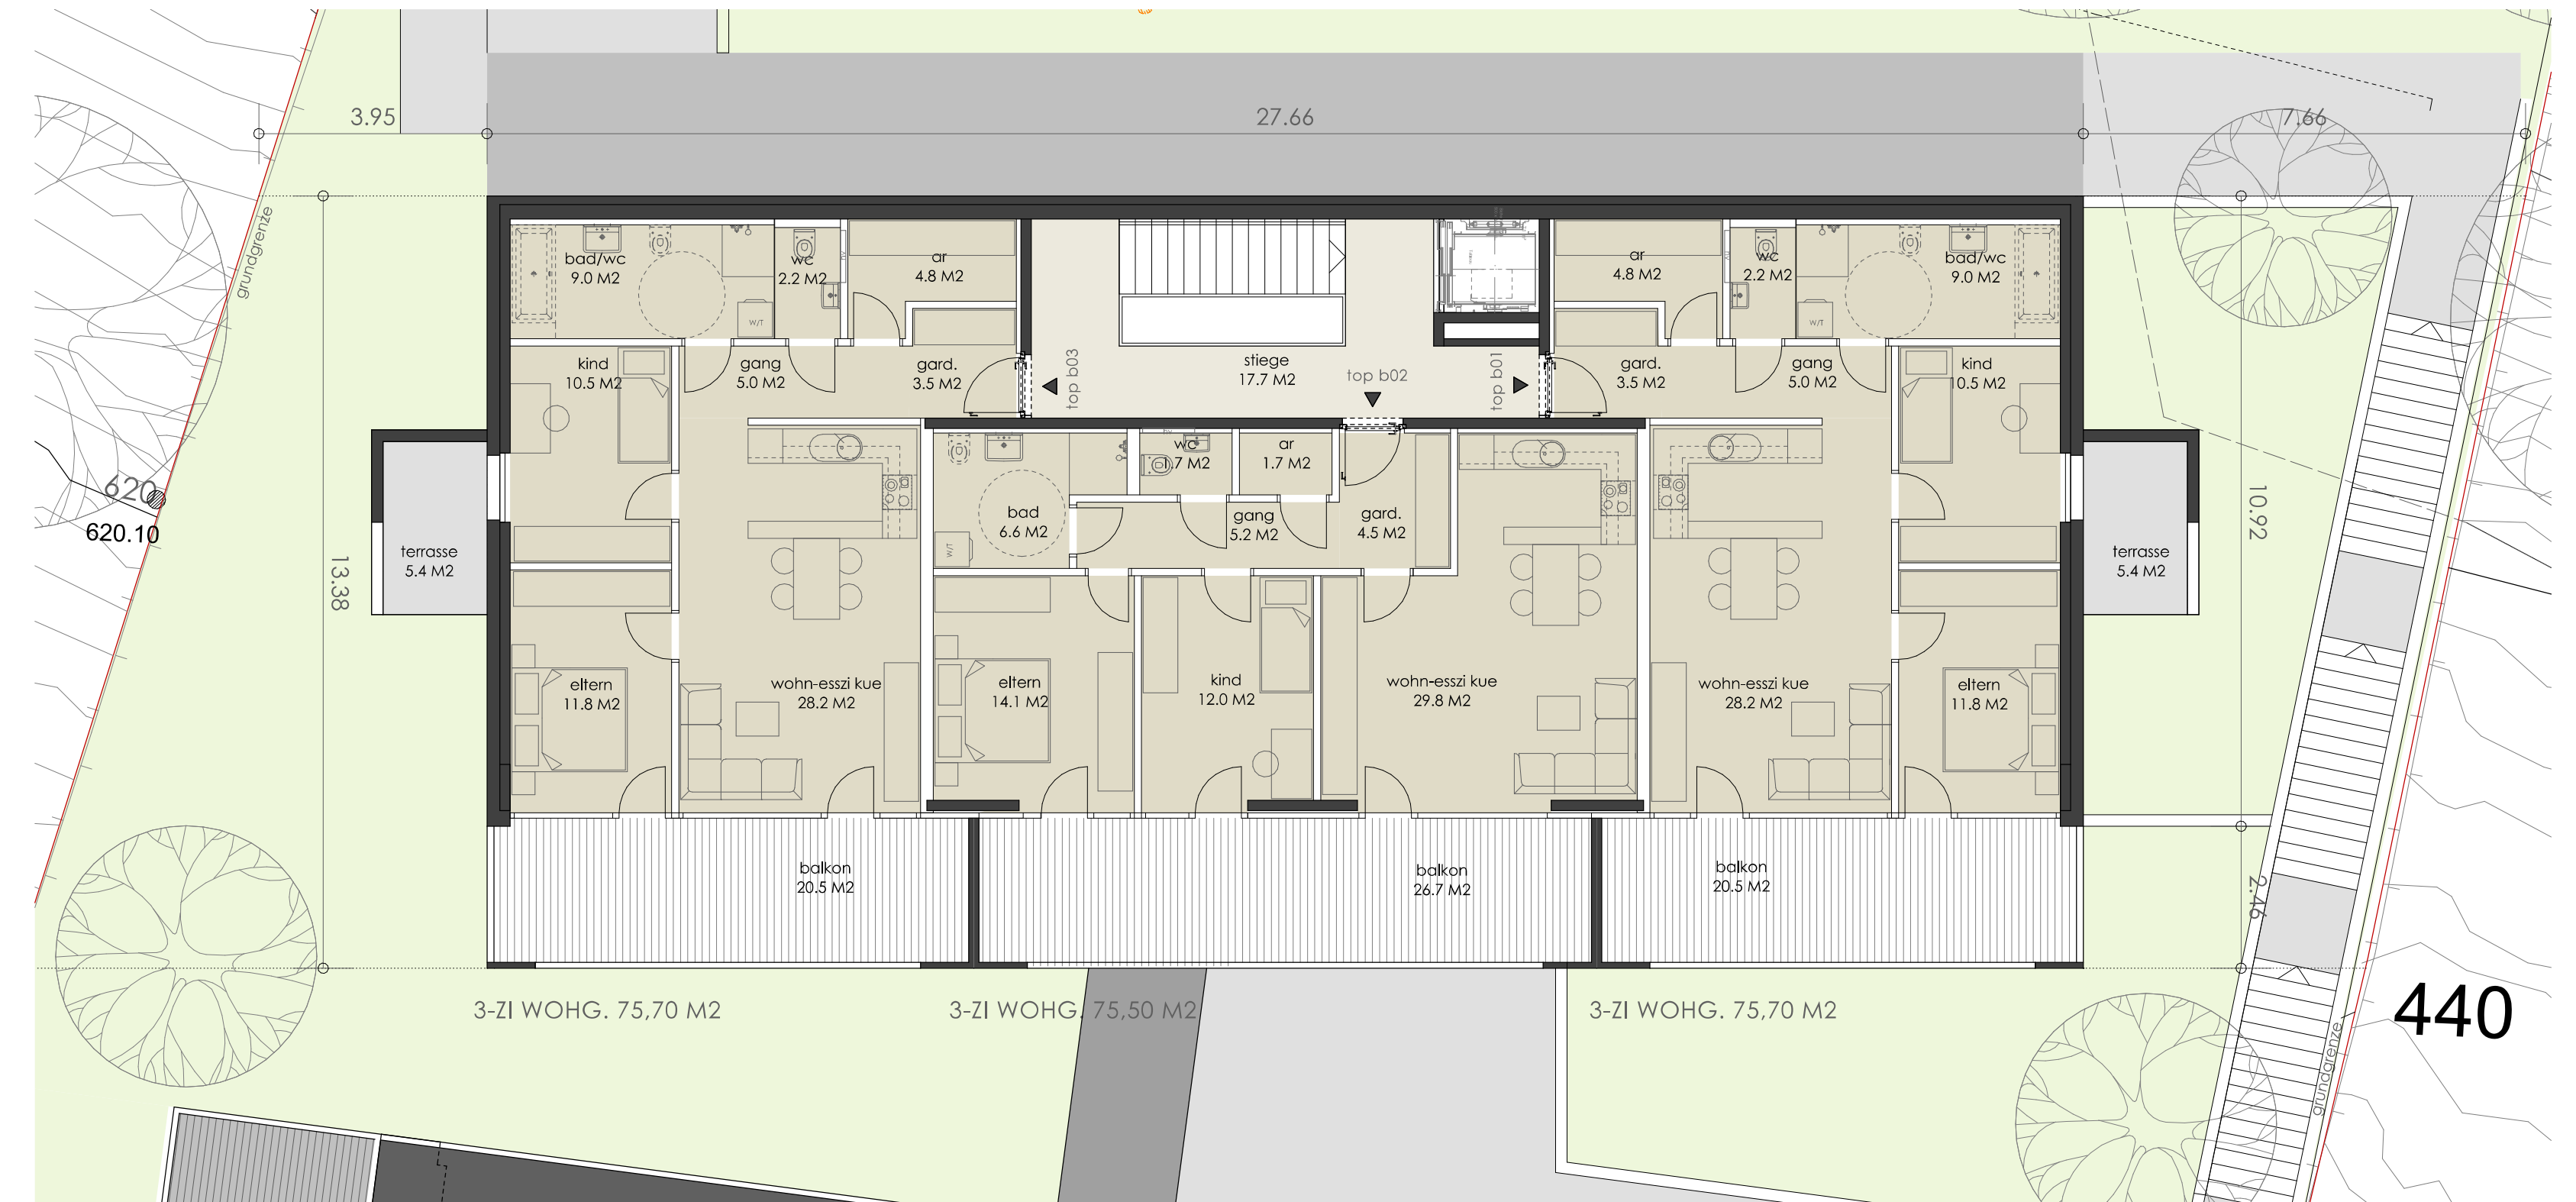 3.95
27.66
7.66
grundgrenze
bad/wc
9.0 M2
wc
2.2 M2
ar
4.8 M2
W/T
ar
4.8 M2
wc
2.2 M2
bad/wc
9.0 M2
W/T
kind
10.5 M2
gang
5.0 M2
gard.
3.5 M2
top b03
stiege
17.7 M2
top b02
top b01
gard.
3.5 M2
gang
5.0 M2
kind
10.5 M2
620
620.10
terrasse
5.4 M2
13.38
bad
6.6 M2
W/T
wc
1.7 M2
ar
1.7 M2
gang
5.2 M2
gard.
4.5 M2
terrasse
5.4 M2
10.92
eltern
11.8 M2
wohn-esszi kue
28.2 M2
eltern
14.1 M2
kind
12.0 M2
wohn-esszi kue
29.8 M2
wohn-esszi kue
28.2 M2
eltern
11.8 M2
balkon
20.5 M2
balkon
26.7 M2
balkon
20.5 M2
2.46
3-ZI WOHG. 75,70 M2
3-ZI WOHG. 75,50 M2
3-ZI WOHG. 75,70 M2
440
grundgrenze